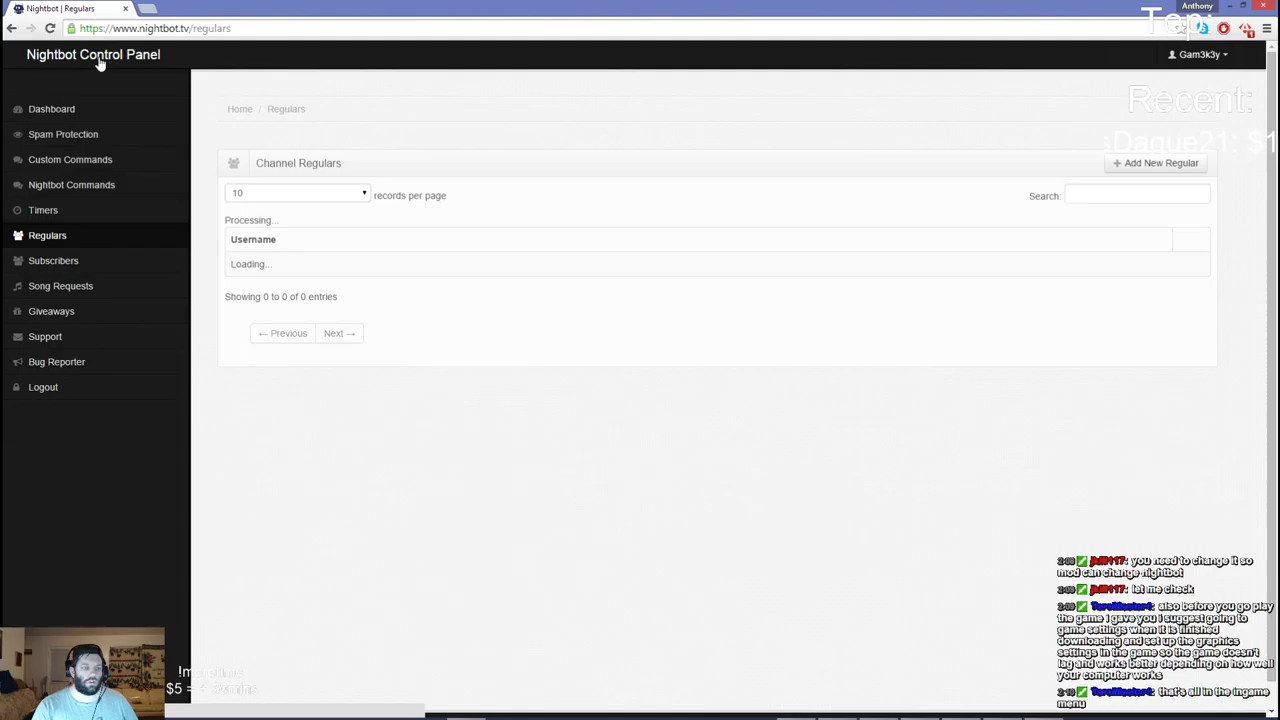 Nightbot | Regulars
Anthony
https://www.nightbot.tv/regulars
Top:
Nightbot Control Panel
Gam3k3y
Recent:
sDague21: $1
Dashboard
Spam Protection
Custom Commands
Nightbot Commands
Timers
Regulars
Subscribers
Song Requests
Giveaways
Support
Bug Reporter
Logout
Home / Regulars
Channel Regulars
+ Add New Regular
10 records per page
Search:
Processing...
Username
Loading...
Showing 0 to 0 of 0 entries
← Previous Next →
you need to change it so
mod can change nightbot
let me check
also before you go play
the game i gave you i suggest going to
game settings when it is finished
downloading and set up the graphics
settings in the game so the game doesn't
lag and works better depending on how well
your computer works
that's all in the ingame
menu
$5 =